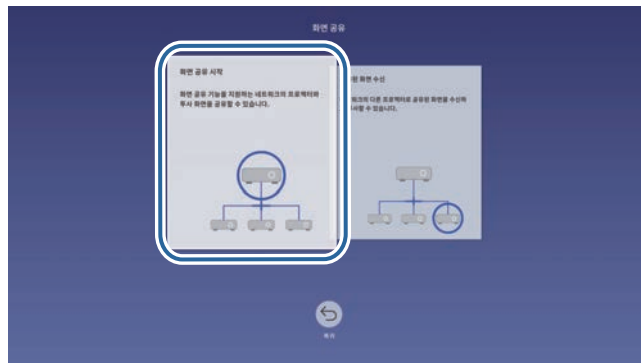 화면 공유
화면 공유 시작
화면 공유 기능을 지원하는 네트워크의 프로젝터와
투사 화면을 공유할 수 있습니다.
화면 수신
크의 다른 프로젝터로 공유된 화면을 수신하
사할 수 있습니다.